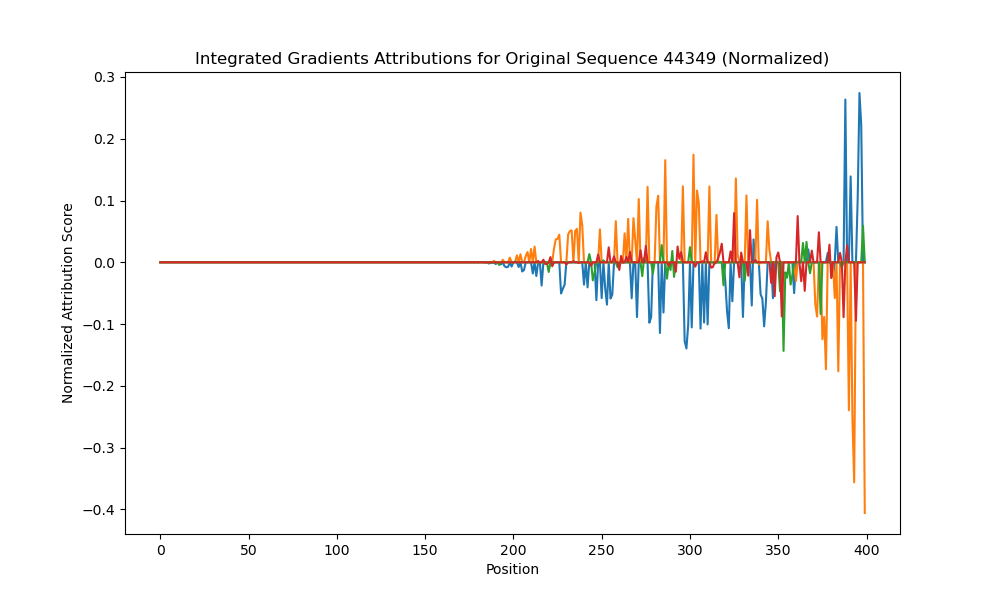 Integrated Gradients Attributions for Original Sequence 44349 (Normalized)
Normalized Attribution Score
0.3
0.2
0.1
0.0
−0.1
−0.2
−0.3
−0.4
0 50 100 150 200 250 300 350 400
Position